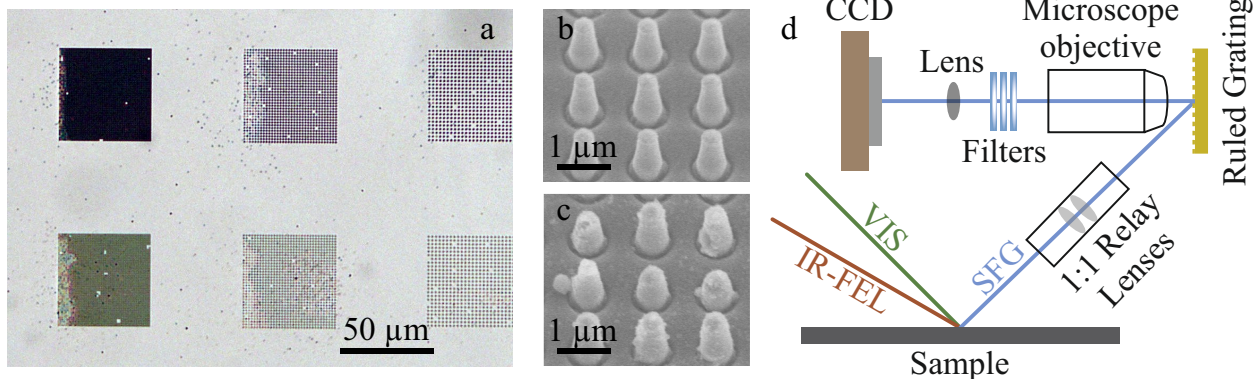 a
50 µm
b
1 µm
c
1 µm
d
CCD
Lens
Filters
Microscope
objective
Ruled Grating
VIS
IR-FEL
SFG
1:1 Relay
Lenses
Sample